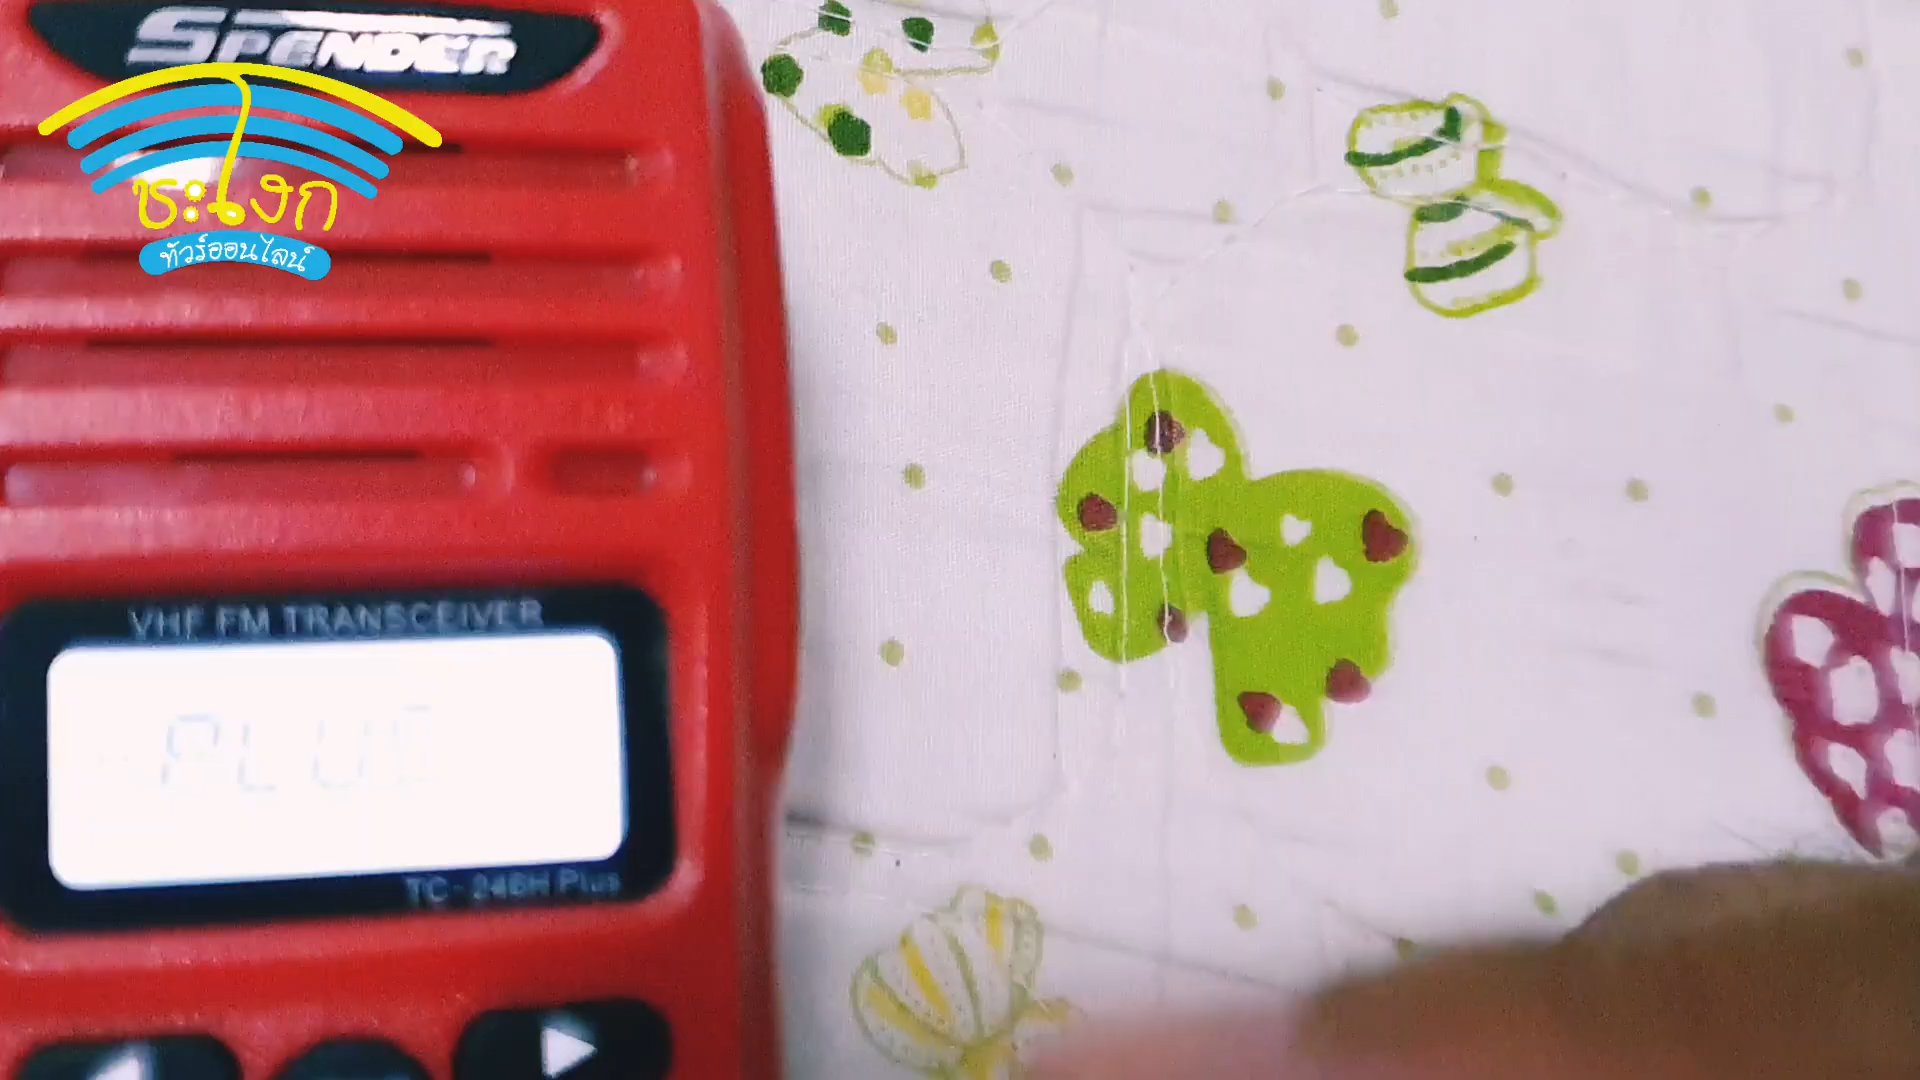 SPENDER
ชะโงก
ทัวร์ออนไลน์
VHF FM TRANSCEIVER
TC-246H Plus